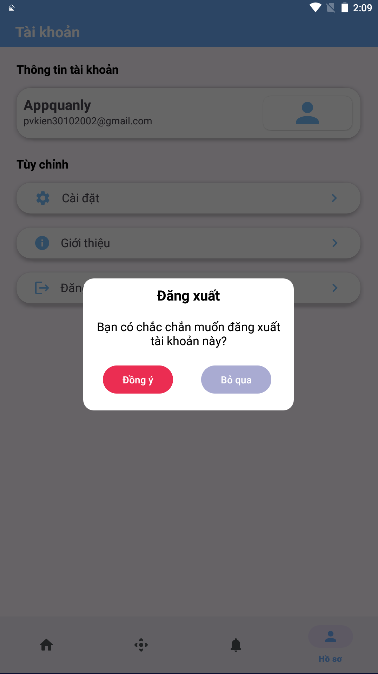 2:09
Tài khoản
Thông tin tài khoản
Appquanly
pvkien30102002@gmail.com
Tùy chỉnh
Cài đặt
Giới thiệu
Đăn
Đăng xuất
Bạn có chắc chắn muốn đăng xuất
tài khoản này?
Đồng ý
Bỏ qua
Hồ sơ